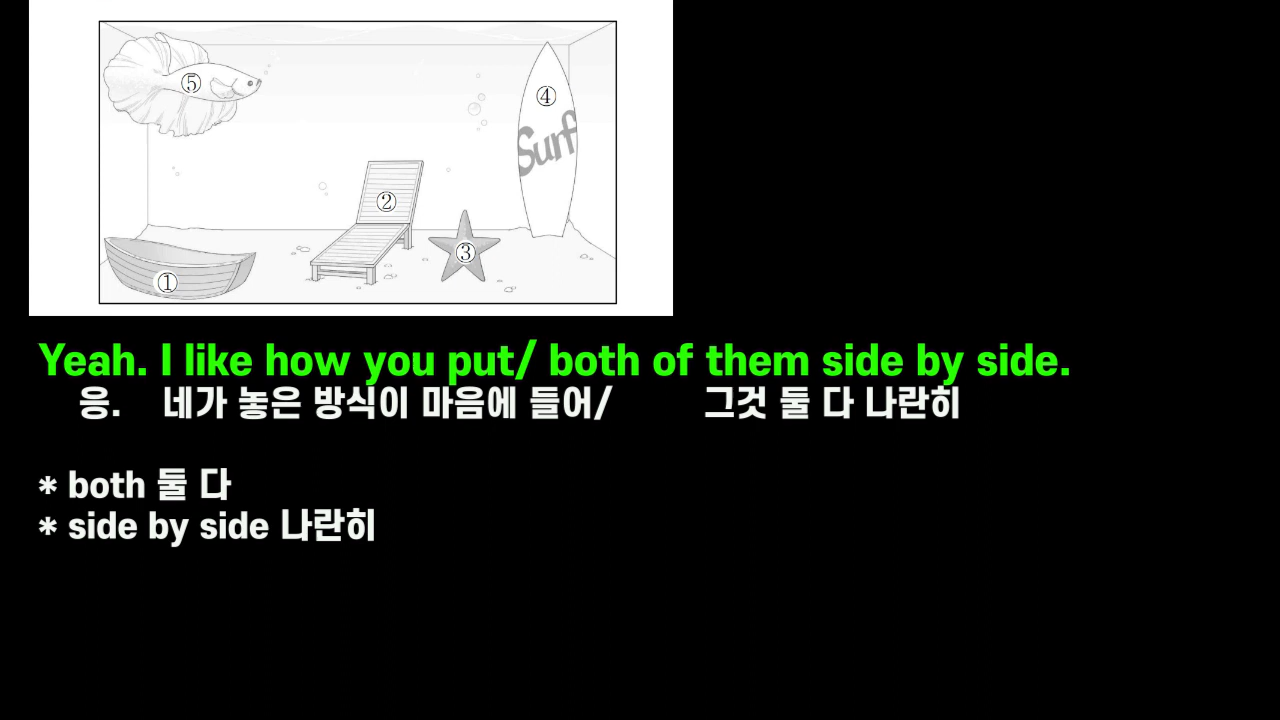 ⑤
④
Surf
②
③
①
Yeah. I like how you put/ both of them side by side.
응. 네가 놓은 방식이 마음에 들어/ 그것 둘 다 나란히
* both 둘 다
* side by side 나란히